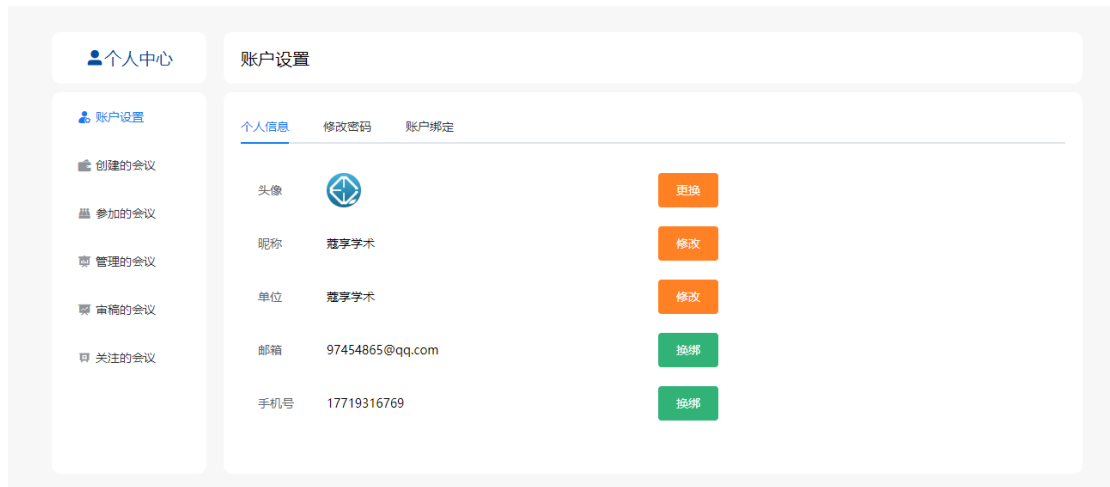 个人中心
账户设置
账户设置
创建的会议
参加的会议
管理的会议
审稿的会议
关注的会议
个人信息 修改密码 账户绑定
头像 更换
昵称 蔻享学术 修改
单位 蔻享学术 修改
邮箱 97454865@qq.com 换绑
手机号 17719316769 换绑